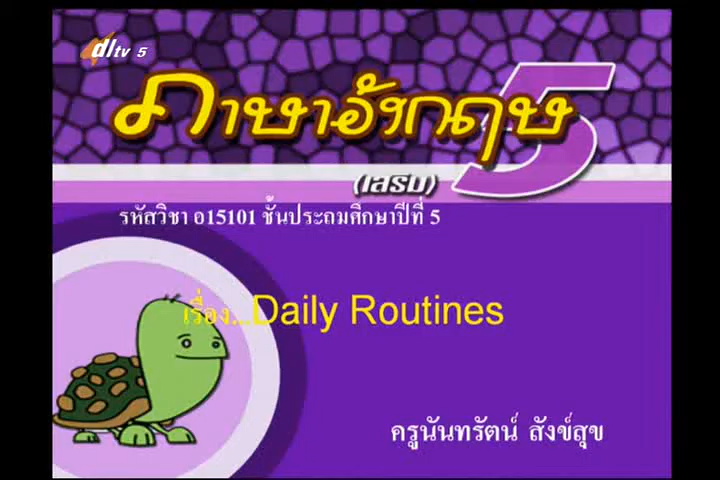 dltv 5
ภาษาอังกฤษ 5
(เสริม)
รหัสวิชา อ15101 ชั้นประถมศึกษาปีที่ 5
เรื่อง...Daily Routines
ครูนันทรัตน์ สังข์สุข